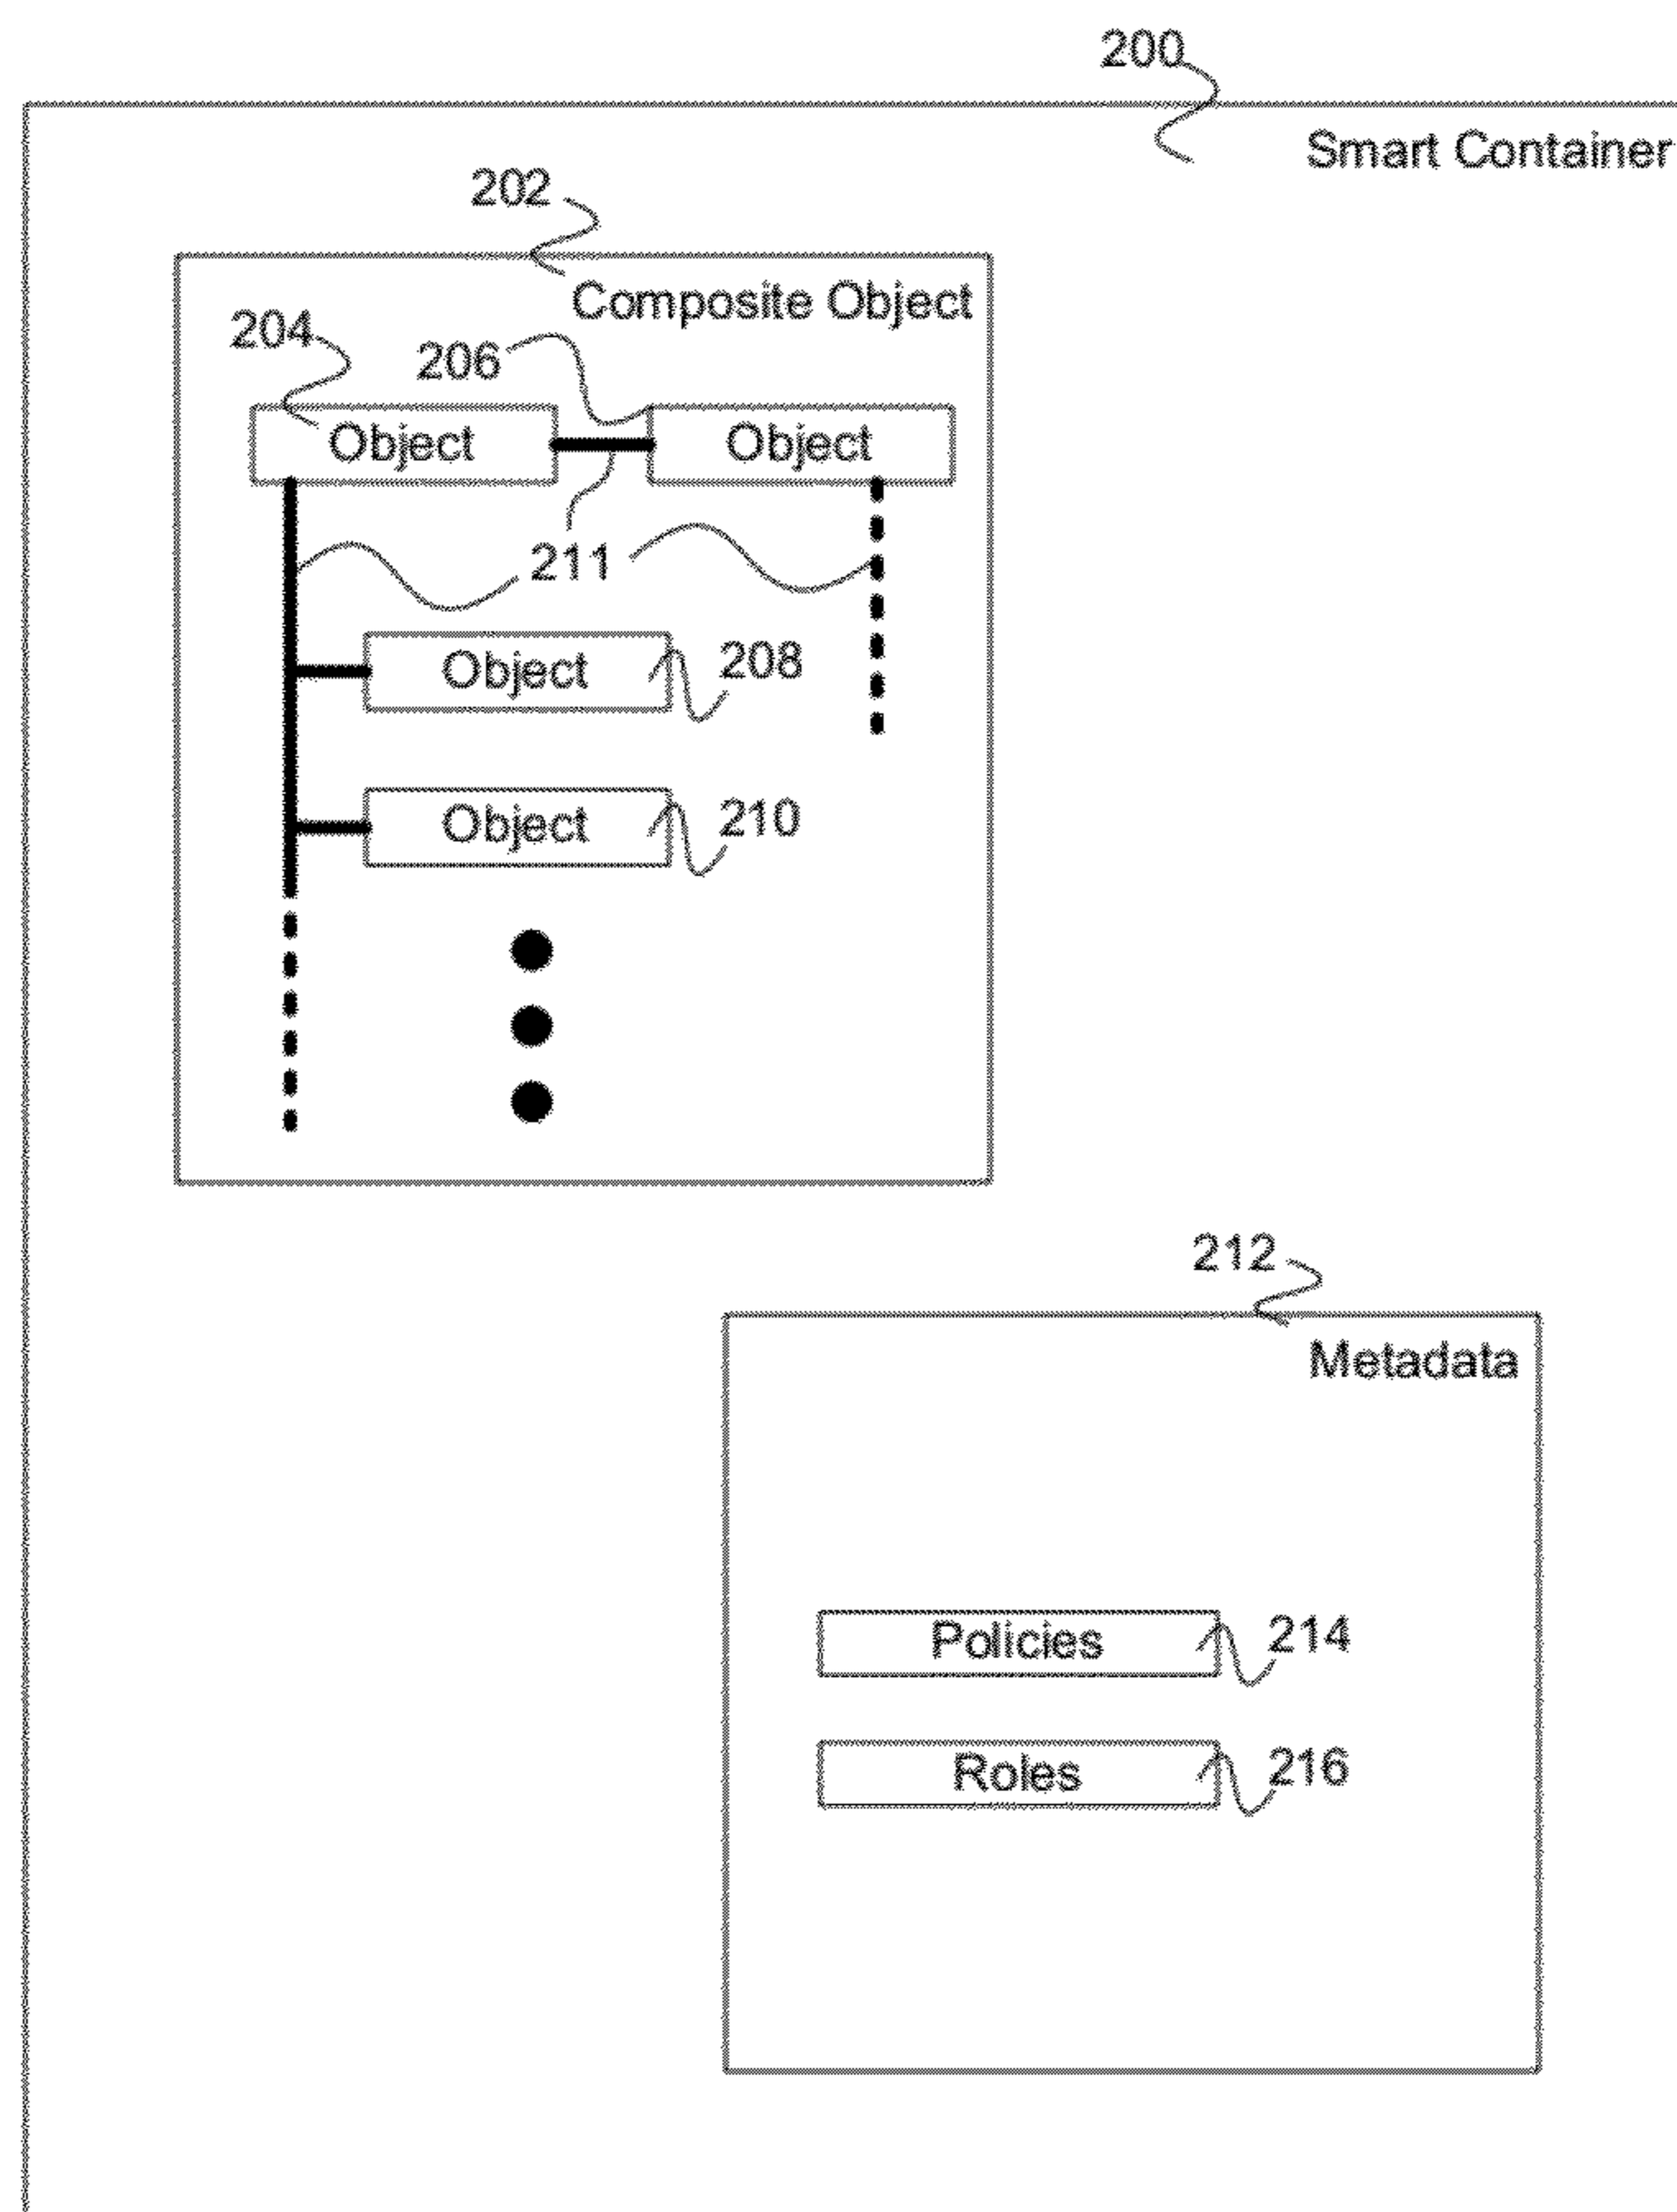 200
Smart Container
202
Composite Object
204
206
Object
Object
211
Object
208
Object
210
212
Metadata
Policies
214
Roles
216